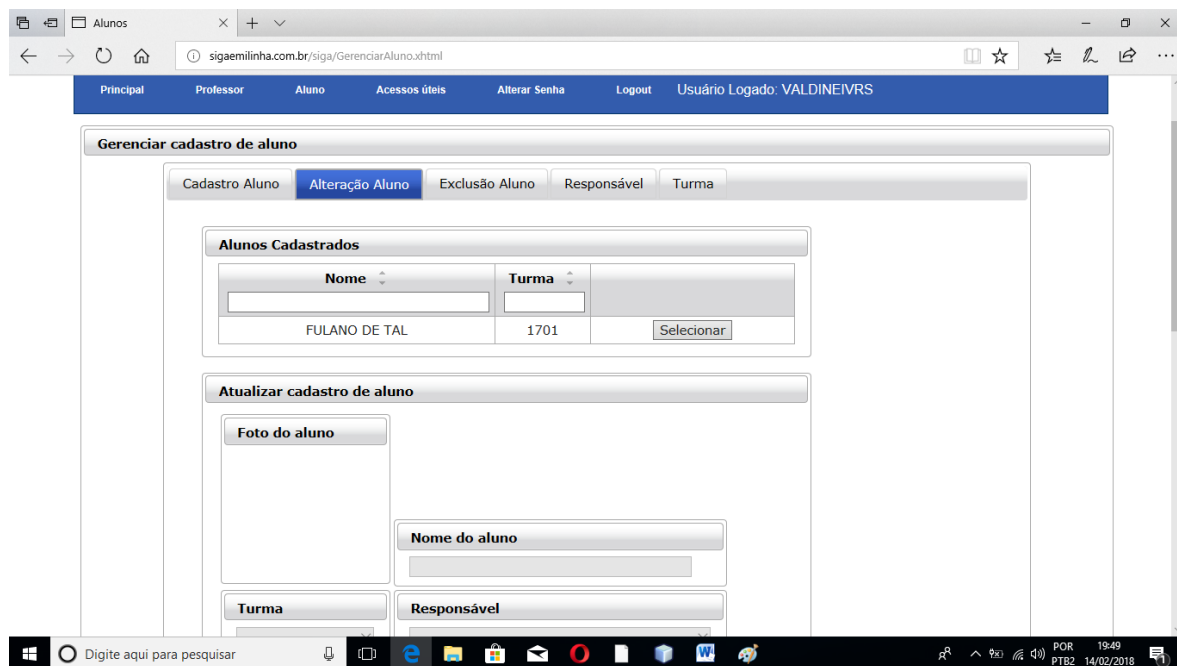 Alunos
sigaemilinha.com.br/siga/GerenciarAluno.xhtml
Principal Professor Aluno Acessos úteis Alterar Senha Logout Usuário Logado: VALDINEIVRS
Gerenciar cadastro de aluno
Cadastro Aluno Alteração Aluno Exclusão Aluno Responsável Turma
Alunos Cadastrados
Nome Turma
FULANO DE TAL 1701 Selecionar
Atualizar cadastro de aluno
Foto do aluno
Nome do aluno
Turma Responsável
Digite aqui para pesquisar
POR 19:49
PTB2 14/02/2018